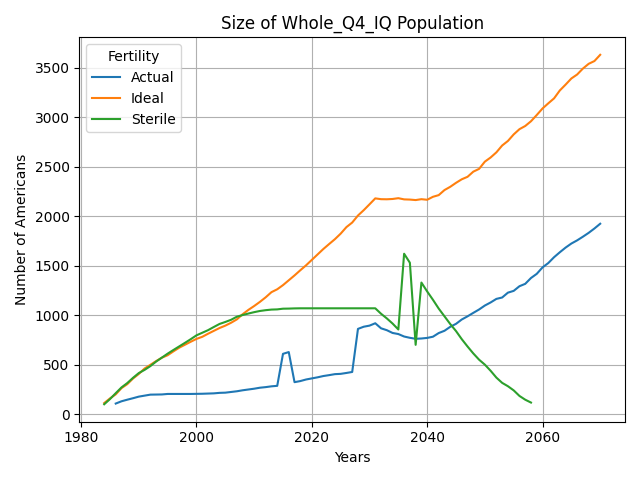 Size of Whole_Q4_IQ Population
Fertility
Actual
Ideal
Sterile
Number of Americans
3500
3000
2500
2000
1500
1000
500
0
1980
2000
2020
2040
2060
Years